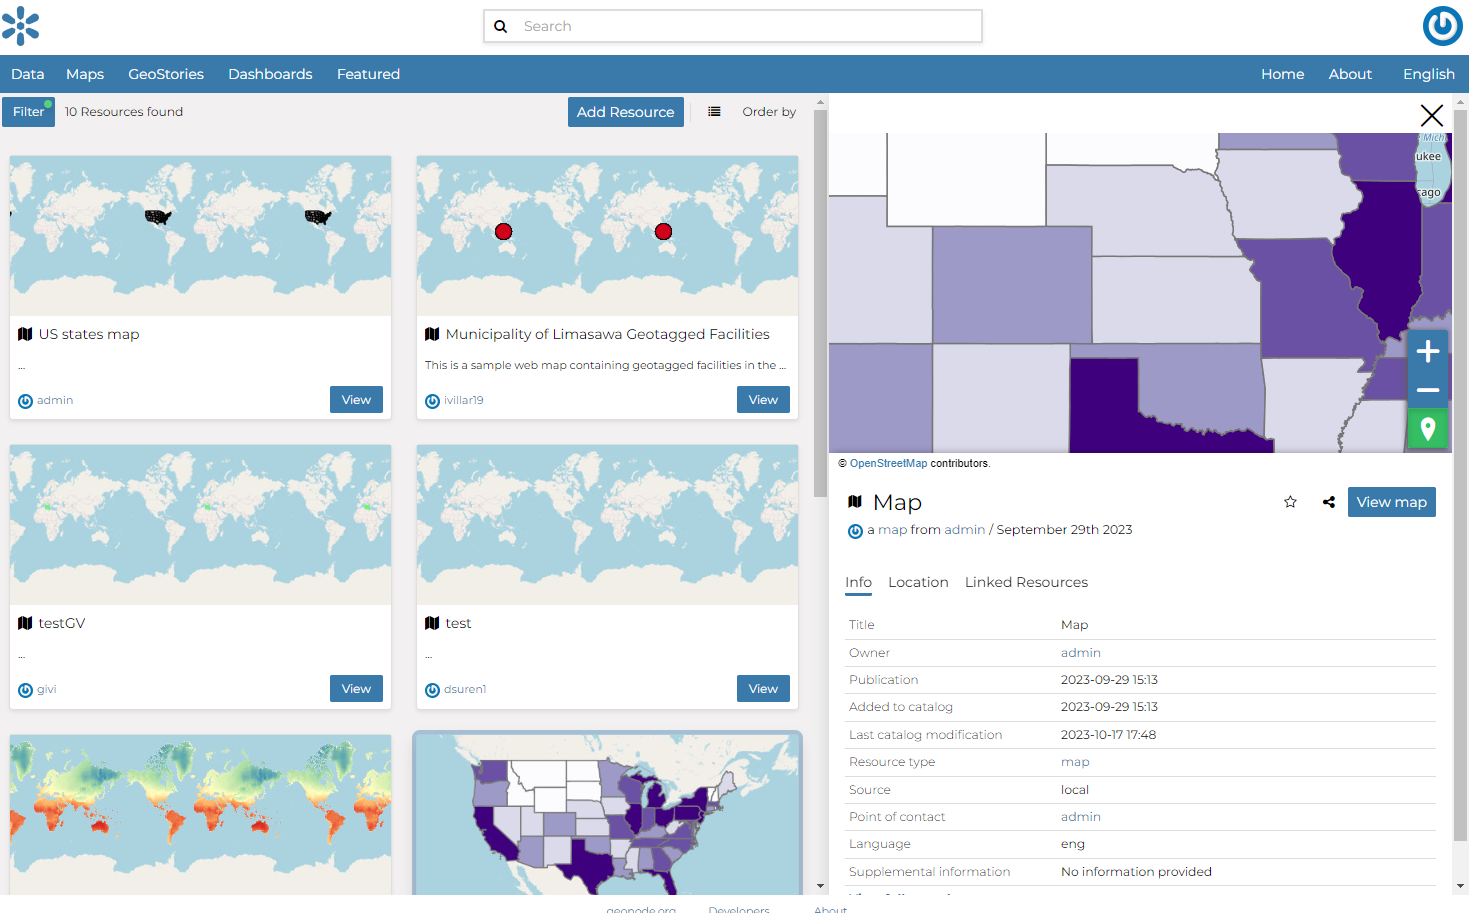 Search
Data Maps GeoStories Dashboards Featured Home About English
Filter 10 Resources found Add Resource Order by
US states map
...
admin View
Municipality of Limasawa Geotagged Facilities
This is a sample web map containing geotagged facilities in the ...
ivillar19 View
testGV
...
givi View
test
...
dsuren1 View
Mich
ukee
cago
+
−
© OpenStreetMap contributors.
Map View map
a map from admin / September 29th 2023
Info Location Linked Resources
Title Map
Owner admin
Publication 2023-09-29 15:13
Added to catalog 2023-09-29 15:13
Last catalog modification 2023-10-17 17:48
Resource type map
Source local
Point of contact admin
Language eng
Supplemental information No information provided
geonode.org Developers About